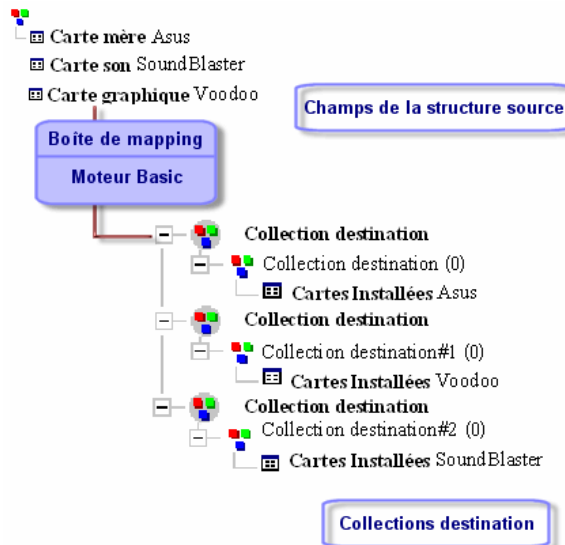 Carte mère Asus
Carte son SoundBlaster
Carte graphique Voodoo
Champs de la structure source
Boîte de mapping
Moteur Basic
Collection destination
Collection destination (0)
Cartes Installées Asus
Collection destination
Collection destination#1 (0)
Cartes Installées Voodoo
Collection destination
Collection destination#2 (0)
Cartes Installées SoundBlaster
Collections destination